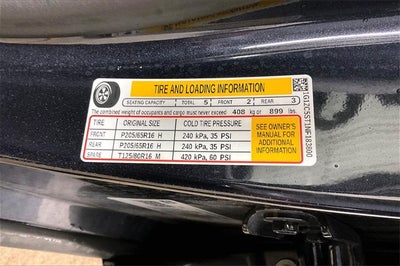 TIRE AND LOADING INFORMATION
SEATING CAPACITY TOTAL 5 FRONT 2 REAR 3
The combined weight of occupants and cargo must never exceed 408 kg or 899 lbs.
TIRE ORIGINAL SIZE COLD TIRE PRESSURE
FRONT P205/65R16 H 240 kPa, 35 PSI
REAR P205/65R16 H 240 kPa, 35 PSI
SPARE T125/80R16 M 420 kPa, 60 PSI
SEE OWNER'S
MANUAL FOR
ADDITIONAL
INFORMATION